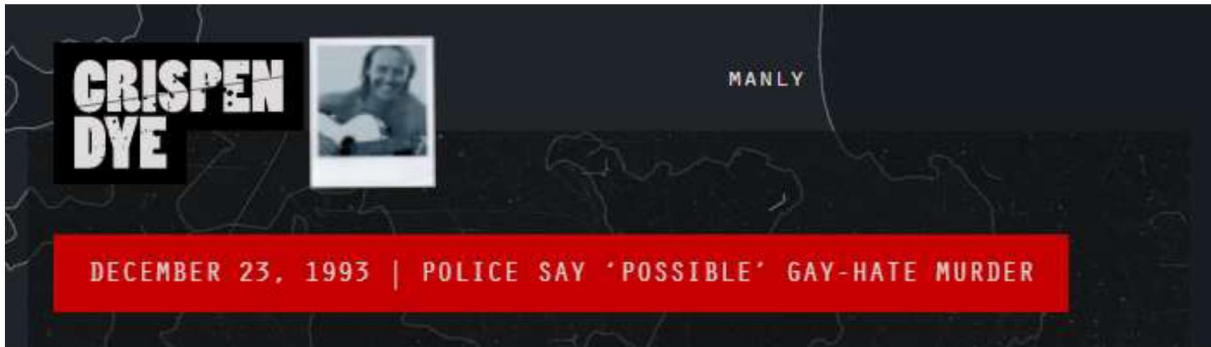 CRISPEN
DYE
MANLY
DECEMBER 23, 1993 | POLICE SAY ‘POSSIBLE’ GAY-HATE MURDER